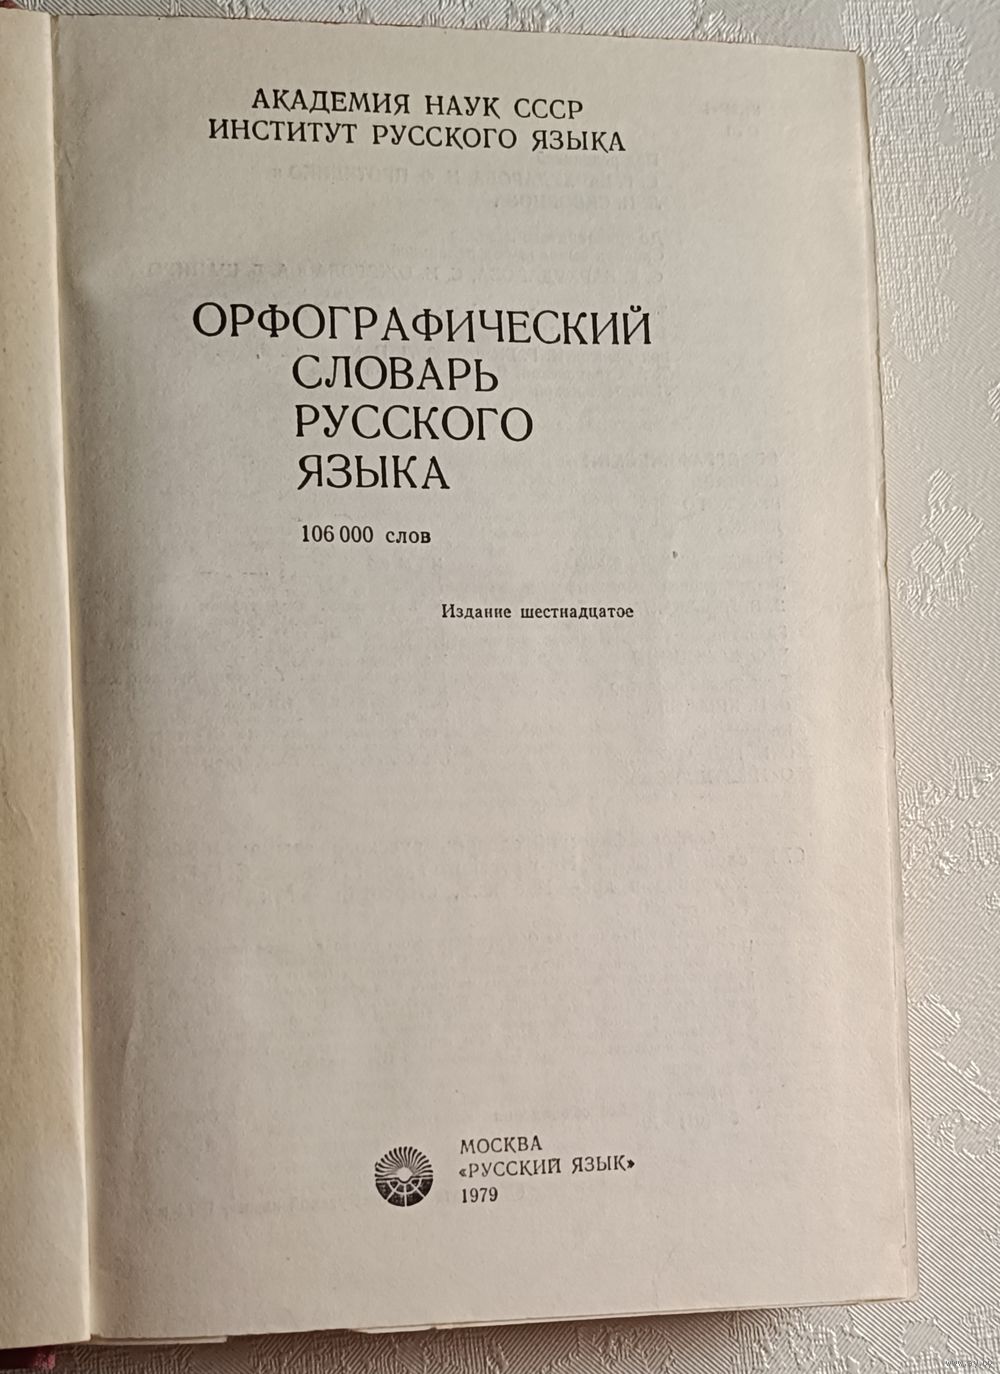 АКАДЕМИЯ НАУК СССР
ИНСТИТУТ РУССКОГО ЯЗЫКА
ОРФОГРАФИЧЕСКИЙ
СЛОВАРЬ
РУССКОГО
ЯЗЫКА
106 000 слов
Издание шестнадцатое
МОСКВА
«РУССКИЙ ЯЗЫК»
1979